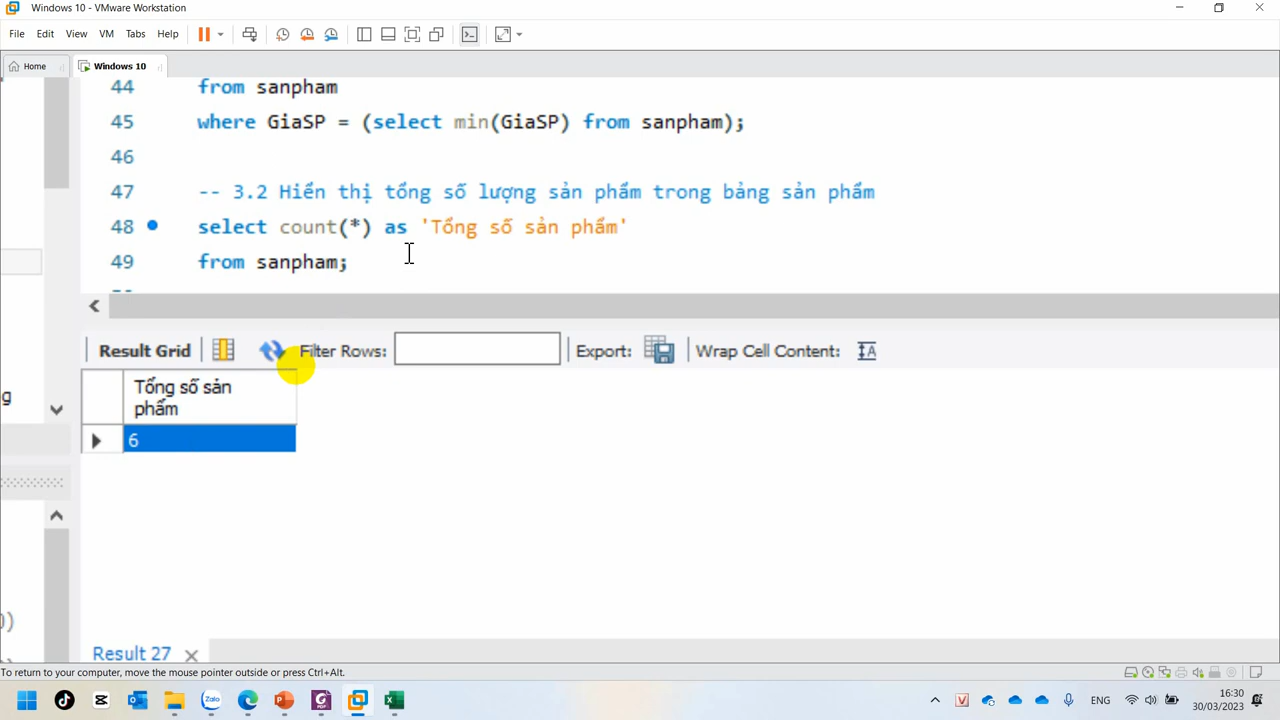 Windows 10 - VMware Workstation
File Edit View VM Tabs Help
Home Windows 10
44 from sanpham
45 where GiaSP = (select min(GiaSP) from sanpham);
46
47 -- 3.2 Hiển thị tổng số lượng sản phẩm trong bảng sản phẩm
48 select count(*) as 'Tổng số sản phẩm'
49 from sanpham;
Result Grid Filter Rows: Export: Wrap Cell Content:
Tổng số sản
phẩm
6
Result 27
To return to your computer, move the mouse pointer outside or press Ctrl+Alt.
Zalo
ENG
16:30
30/03/2023